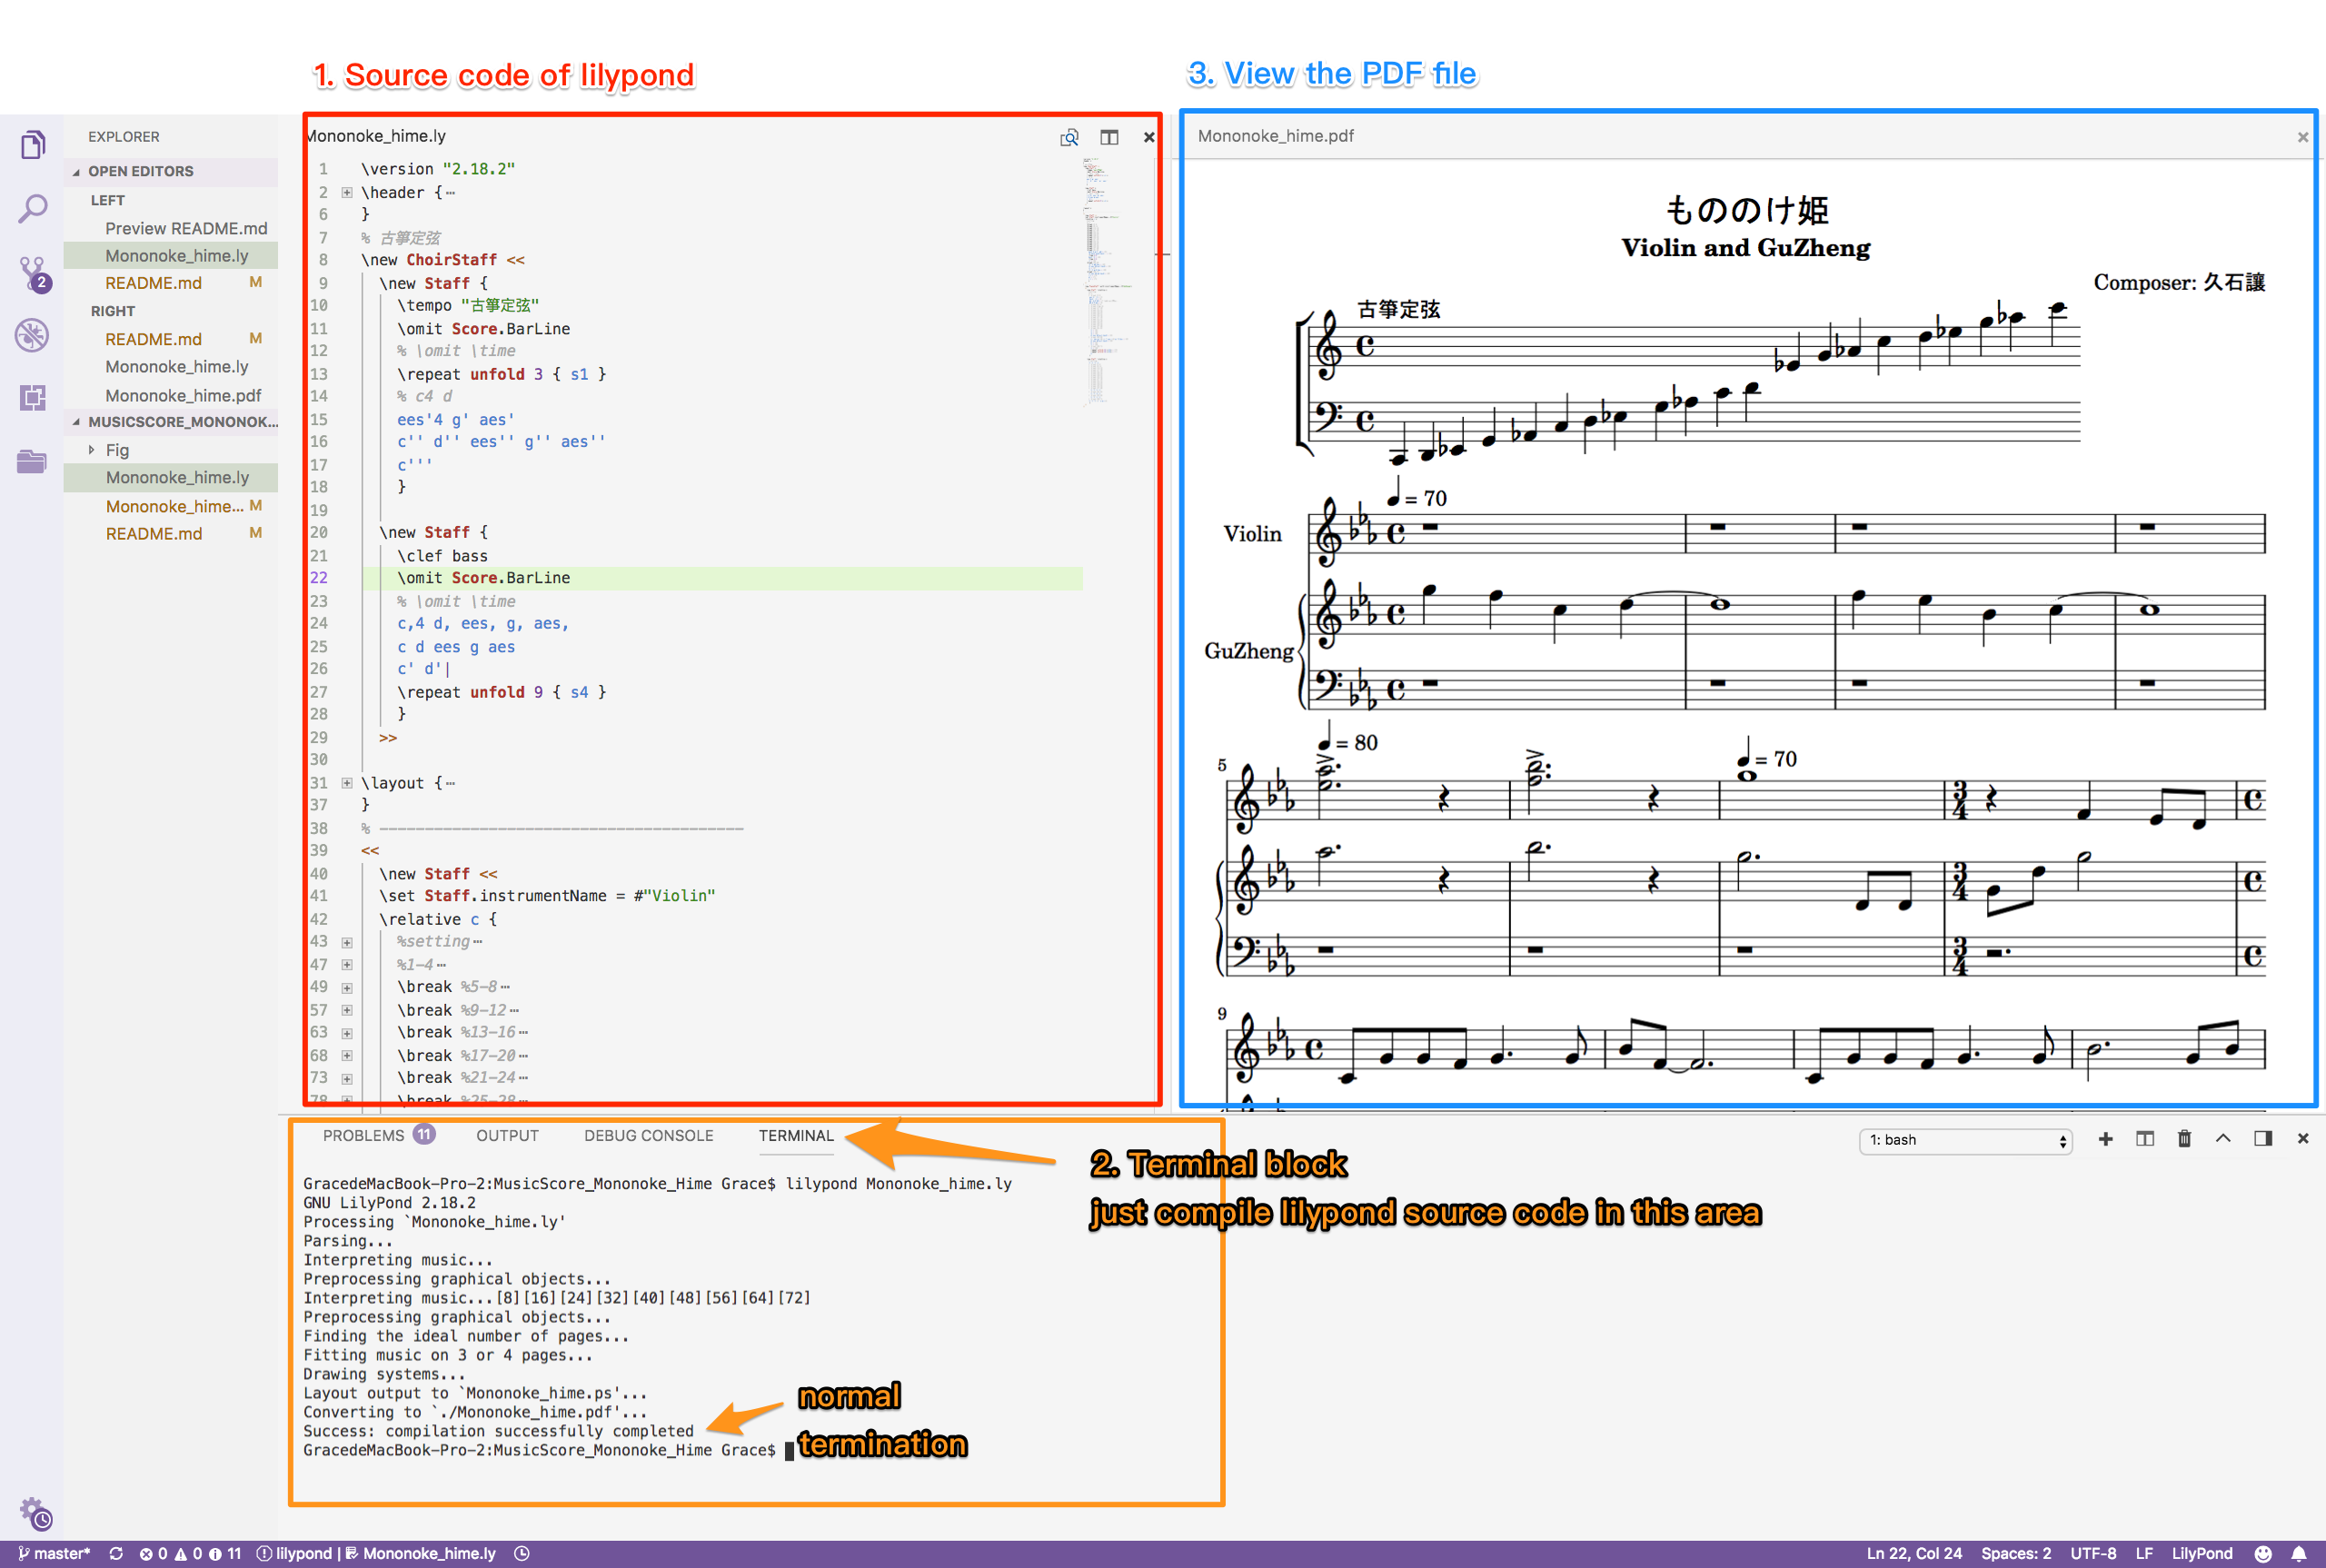 1. Source code of lilypond
3. View the PDF file
EXPLORER
OPEN EDITORS
LEFT
Preview README.md
Mononoke_hime.ly
README.md M
RIGHT
README.md M
Mononoke_hime.ly
Mononoke_hime.pdf
MUSICSCORE_MONONOK...
Fig
Mononoke_hime.ly
Mononoke_hime... M
README.md M
2
Mononoke_hime.ly
1 \version "2.18.2"
2 \header {…
6 }
7 % 古箏定弦
8 \new ChoirStaff <<
9 \new Staff {
10 \tempo "古箏定弦"
11 \omit Score.BarLine
12 % \omit \time
13 \repeat unfold 3 { s1 }
14 % c4 d
15 ees'4 g' aes'
16 c'' d'' ees'' g'' aes''
17 c'''
18 }
19
20 \new Staff {
21 \clef bass
22 \omit Score.BarLine
23 % \omit \time
24 c,4 d, ees, g, aes,
25 c d ees g aes
26 c' d'|
27 \repeat unfold 9 { s4 }
28 }
29 >>
30
31 \layout {…
37 }
38 % ----------------------------------------
39 <<
40 \new Staff <<
41 \set Staff.instrumentName = #"Violin"
42 \relative c {
43 %setting…
47 %1-4…
49 \break %5-8…
57 \break %9-12…
63 \break %13-16…
68 \break %17-20…
73 \break %21-24…
78 \break %25-28…
Mononoke_hime.pdf
もののけ姫
Violin and GuZheng
Composer: 久石讓
古箏定弦
= 70
Violin
GuZheng
= 80
= 70
5
3
4
3
4
3
4
9
PROBLEMS 11 OUTPUT DEBUG CONSOLE TERMINAL
1: bash
2. Terminal block
just compile lilypond source code in this area
GracedeMacBook-Pro-2:MusicScore_Mononoke_Hime Grace$ lilypond Mononoke_hime.ly
GNU LilyPond 2.18.2
Processing `Mononoke_hime.ly'
Parsing...
Interpreting music...
Preprocessing graphical objects...
Interpreting music...[8][16][24][32][40][48][56][64][72]
Preprocessing graphical objects...
Finding the ideal number of pages...
Fitting music on 3 or 4 pages...
Drawing systems...
Layout output to `Mononoke_hime.ps'...
Converting to `./Mononoke_hime.pdf'...
Success: compilation successfully completed
GracedeMacBook-Pro-2:MusicScore_Mononoke_Hime Grace$
normal
termination
master* 0 0 11 lilypond | Mononoke_hime.ly
Ln 22, Col 24 Spaces: 2 UTF-8 LF LilyPond